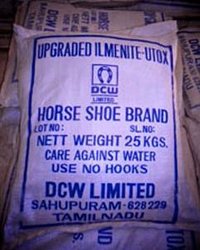 UPGRADED ILMENITE-UTOX
DCW
LIMITED
HORSE SHOE BRAND
LOT NO: SL. NO:
NETT WEIGHT 25 KGS.
CARE AGAINST WATER
USE NO HOOKS
DCW LIMITED
SAHUPURAM-628229
TAMILNADU